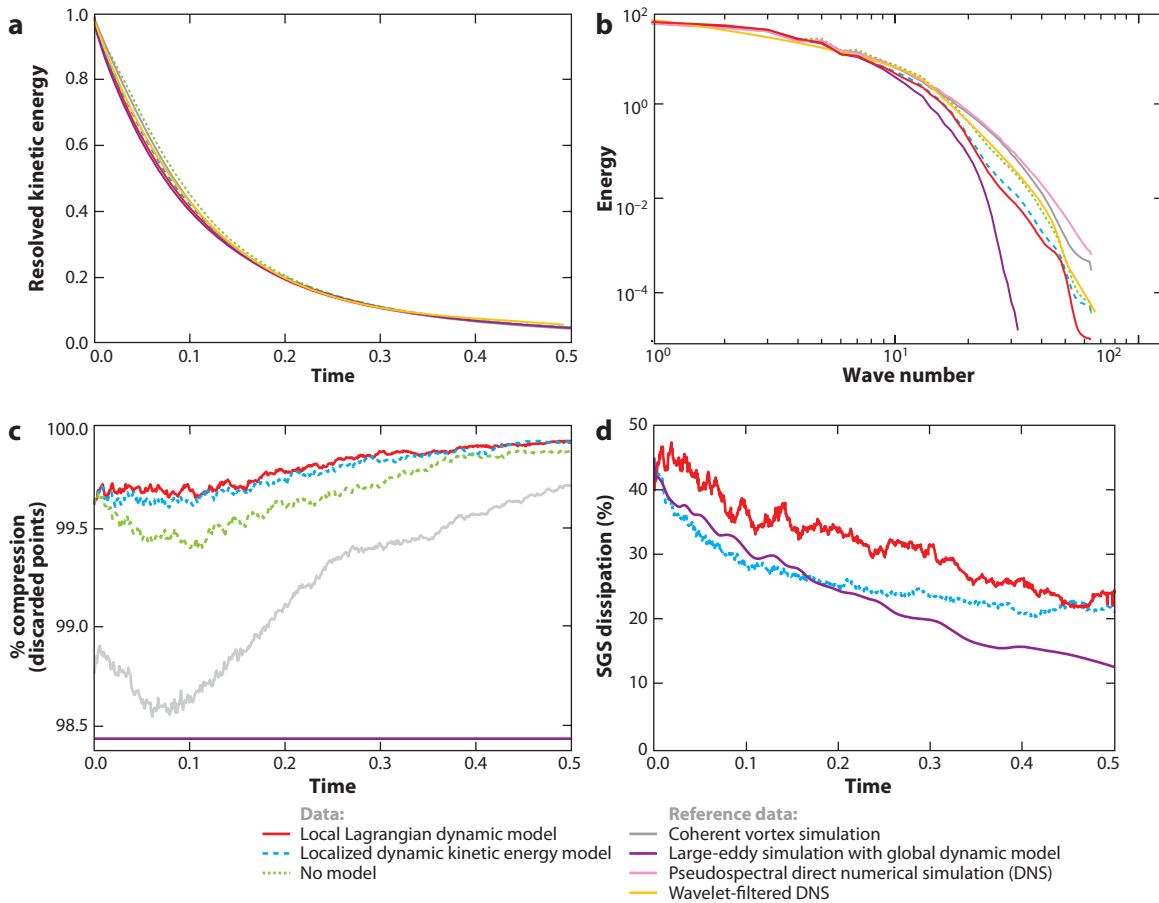 a
1.0
0.8
0.6
0.4
0.2
0.0
Resolved kinetic energy
0.0 0.1 0.2 0.3 0.4 0.5
Time
b
10^2
10^0
10^-2
10^-4
Energy
10^0 10^1 10^2
Wave number
c
100.0
99.5
99.0
98.5
% compression
(discarded points)
0.0 0.1 0.2 0.3 0.4 0.5
Time
d
50
40
30
20
10
0
SGS dissipation (%)
0.0 0.1 0.2 0.3 0.4 0.5
Time
Data:
Local Lagrangian dynamic model
Localized dynamic kinetic energy model
No model
Reference data:
Coherent vortex simulation
Large-eddy simulation with global dynamic model
Pseudospectral direct numerical simulation (DNS)
Wavelet-filtered DNS